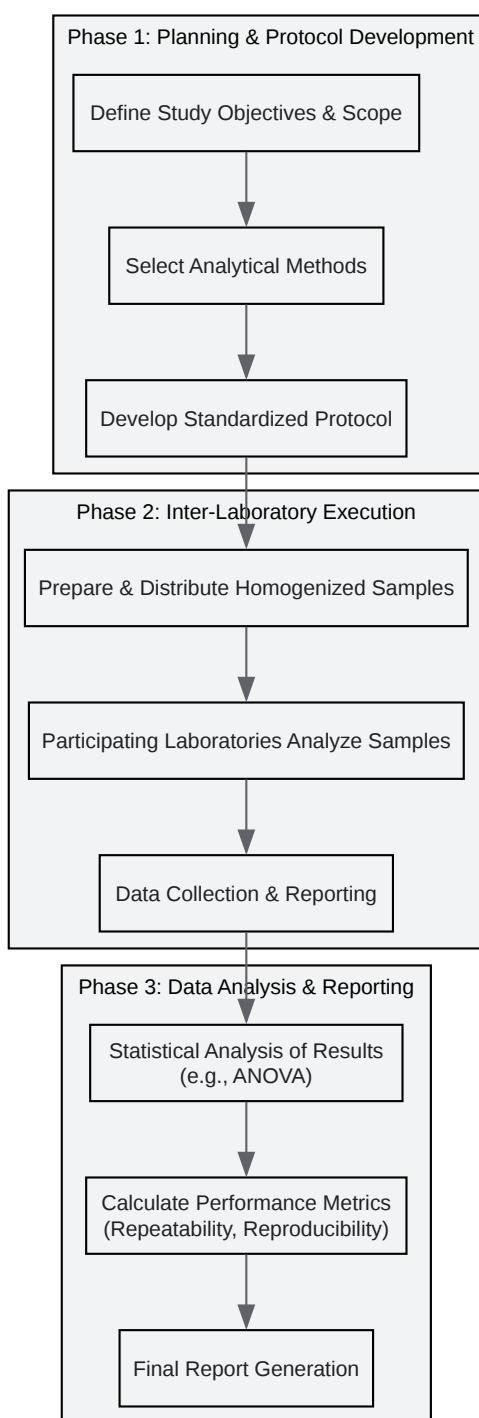 Phase 1: Planning & Protocol Development
Define Study Objectives & Scope
Select Analytical Methods
Develop Standardized Protocol
Phase 2: Inter-Laboratory Execution
Prepare & Distribute Homogenized Samples
Participating Laboratories Analyze Samples
Data Collection & Reporting
Phase 3: Data Analysis & Reporting
Statistical Analysis of Results
(e.g., ANOVA)
Calculate Performance Metrics
(Repeatability, Reproducibility)
Final Report Generation